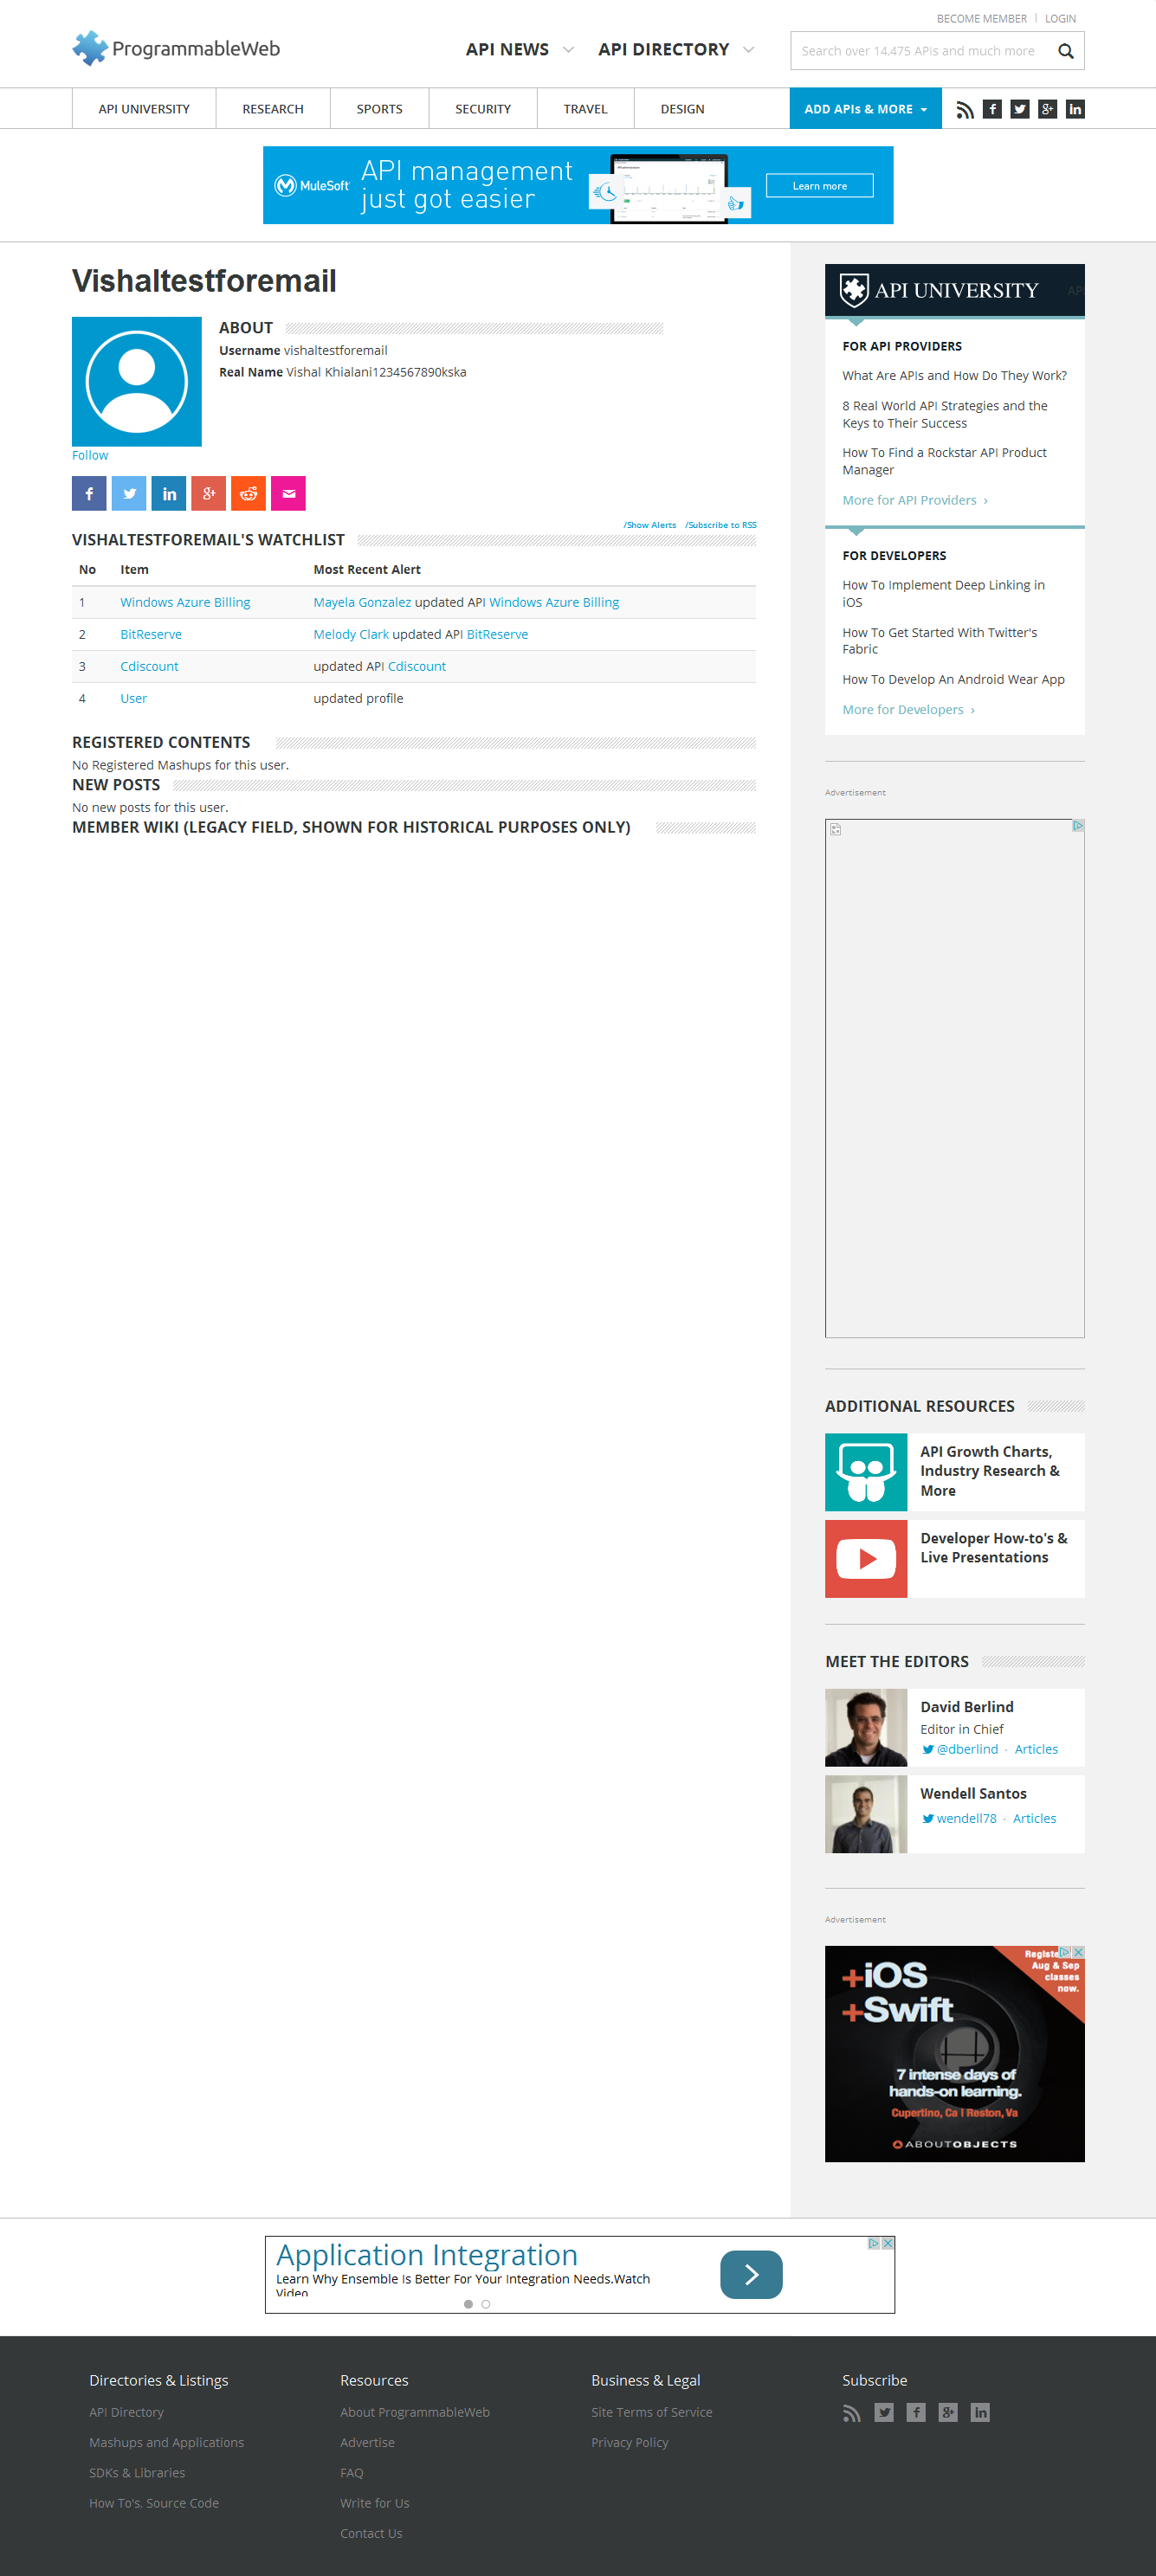 BECOME MEMBER | LOGIN
ProgrammableWeb
API NEWS
API DIRECTORY
Search over 14,475 APIs and much more
API UNIVERSITY
RESEARCH
SPORTS
SECURITY
TRAVEL
DESIGN
ADD APIs & MORE
MuleSoft
API management
just got easier
Learn more
Vishaltestforemail
ABOUT
Username vishaltestforemail
Real Name Vishal Khialani1234567890kska
Follow
/Show Alerts /Subscribe to RSS
VISHALTESTFOREMAIL'S WATCHLIST
No Item Most Recent Alert
1 Windows Azure Billing Mayela Gonzalez updated API Windows Azure Billing
2 BitReserve Melody Clark updated API BitReserve
3 Cdiscount updated API Cdiscount
4 User updated profile
REGISTERED CONTENTS
No Registered Mashups for this user.
NEW POSTS
No new posts for this user.
MEMBER WIKI (LEGACY FIELD, SHOWN FOR HISTORICAL PURPOSES ONLY)
API UNIVERSITY
FOR API PROVIDERS
What Are APIs and How Do They Work?
8 Real World API Strategies and the
Keys to Their Success
How To Find a Rockstar API Product
Manager
More for API Providers ›
FOR DEVELOPERS
How To Implement Deep Linking in
iOS
How To Get Started With Twitter's
Fabric
How To Develop An Android Wear App
More for Developers ›
Advertisement
ADDITIONAL RESOURCES
API Growth Charts,
Industry Research &
More
Developer How-to's &
Live Presentations
MEET THE EDITORS
David Berlind
Editor in Chief
@dberlind · Articles
Wendell Santos
wendell78 · Articles
Advertisement
+iOS
+Swift
Registe
Aug & Sep
classes
now.
7 intense days of
hands-on learning.
Cupertino, Ca | Reston, Va
ABOUTOBJECTS
Application Integration
Learn Why Ensemble Is Better For Your Integration Needs.Watch
Video
Directories & Listings
API Directory
Mashups and Applications
SDKs & Libraries
How To's, Source Code
Resources
About ProgrammableWeb
Advertise
FAQ
Write for Us
Contact Us
Business & Legal
Site Terms of Service
Privacy Policy
Subscribe